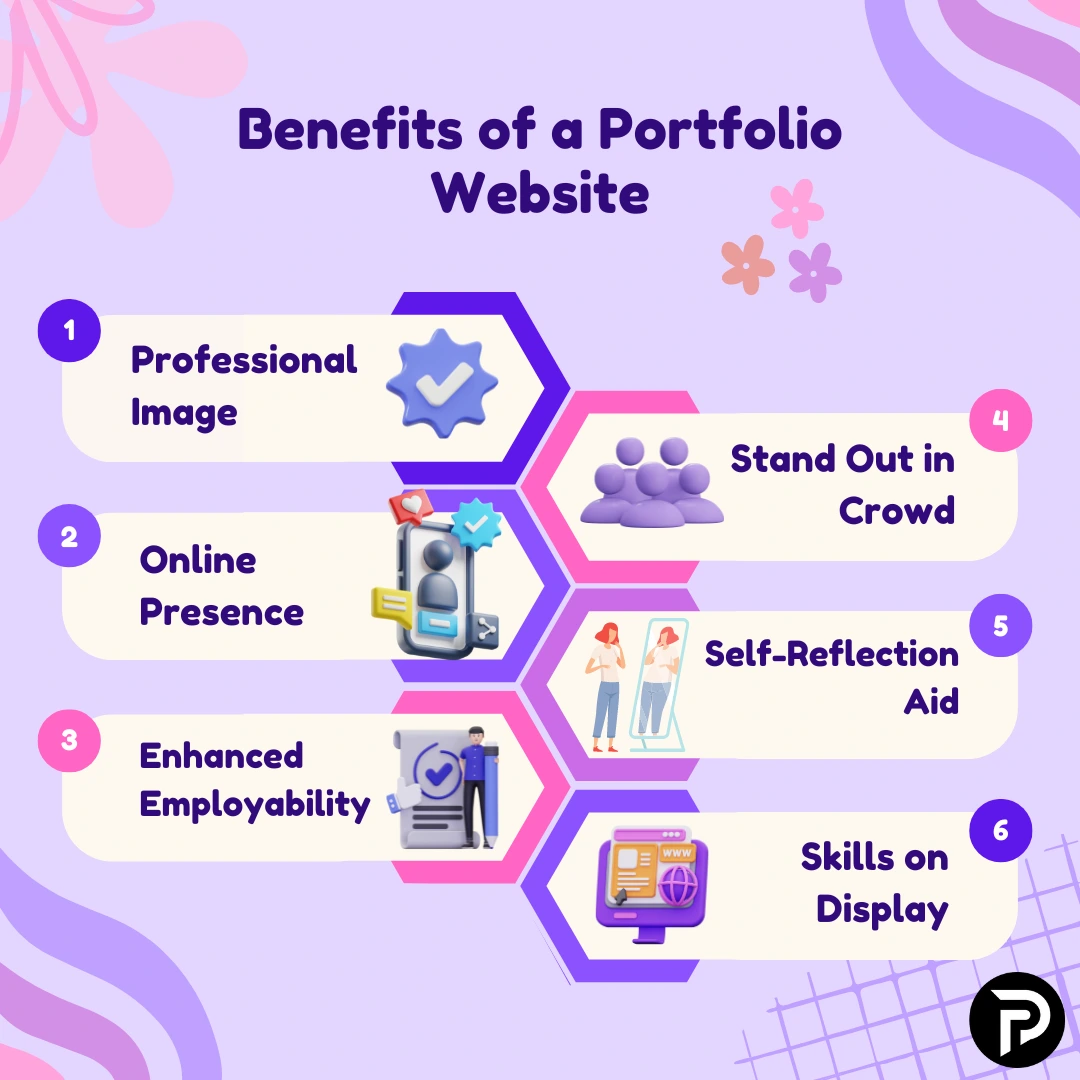 Benefits of a Portfolio
Website
1
Professional
Image
2
Online
Presence
3
Enhanced
Employability
4
Stand Out in
Crowd
5
Self-Reflection
Aid
6
WWW
Skills on
Display